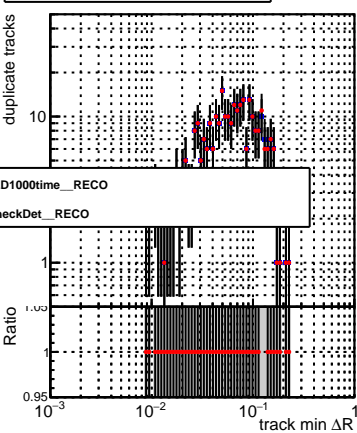 duplicate tracks
10
D1000time__RECO
neckDet__RECO
1
Ratio
1.05
1
0.95
10−3
10−2
10−1
1
track min ΔR